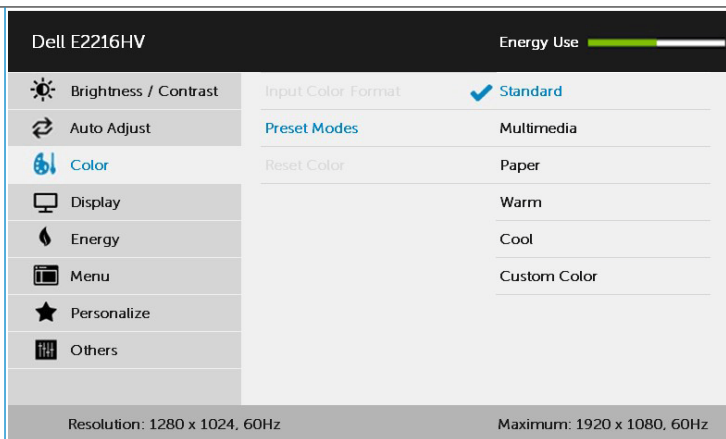 Dell E2216HV Energy Use
Brightness / Contrast Input Color Format Standard
Auto Adjust Preset Modes Multimedia
Color Reset Color Paper
Display Warm
Energy Cool
Menu Custom Color
Personalize
Others
Resolution: 1280 x 1024, 60Hz Maximum: 1920 x 1080, 60Hz